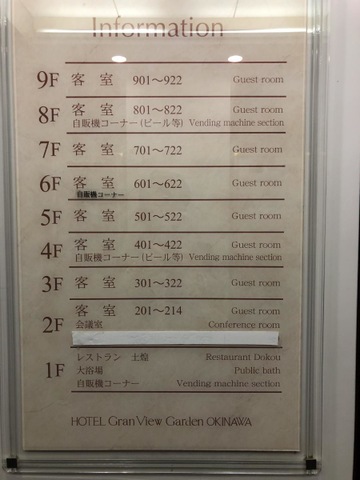 Information
9F 客 室 901～922 Guest room
8F 客 室 801～822 Guest room
自販機コーナー(ビール等) Vending machine section
7F 客 室 701～722 Guest room
6F 客 室 601～622 Guest room
自販機コーナー
5F 客 室 501～522 Guest room
4F 客 室 401～422 Guest room
自販機コーナー(ビール等) Vending machine section
3F 客 室 301～322 Guest room
2F 客 室 201～214 Guest room
会議室 Conference room
1F レストラン 土煌 Restaurant Dokou
大浴場 Public bath
自販機コーナー Vending machine section
HOTEL Gran View Garden OKINAWA